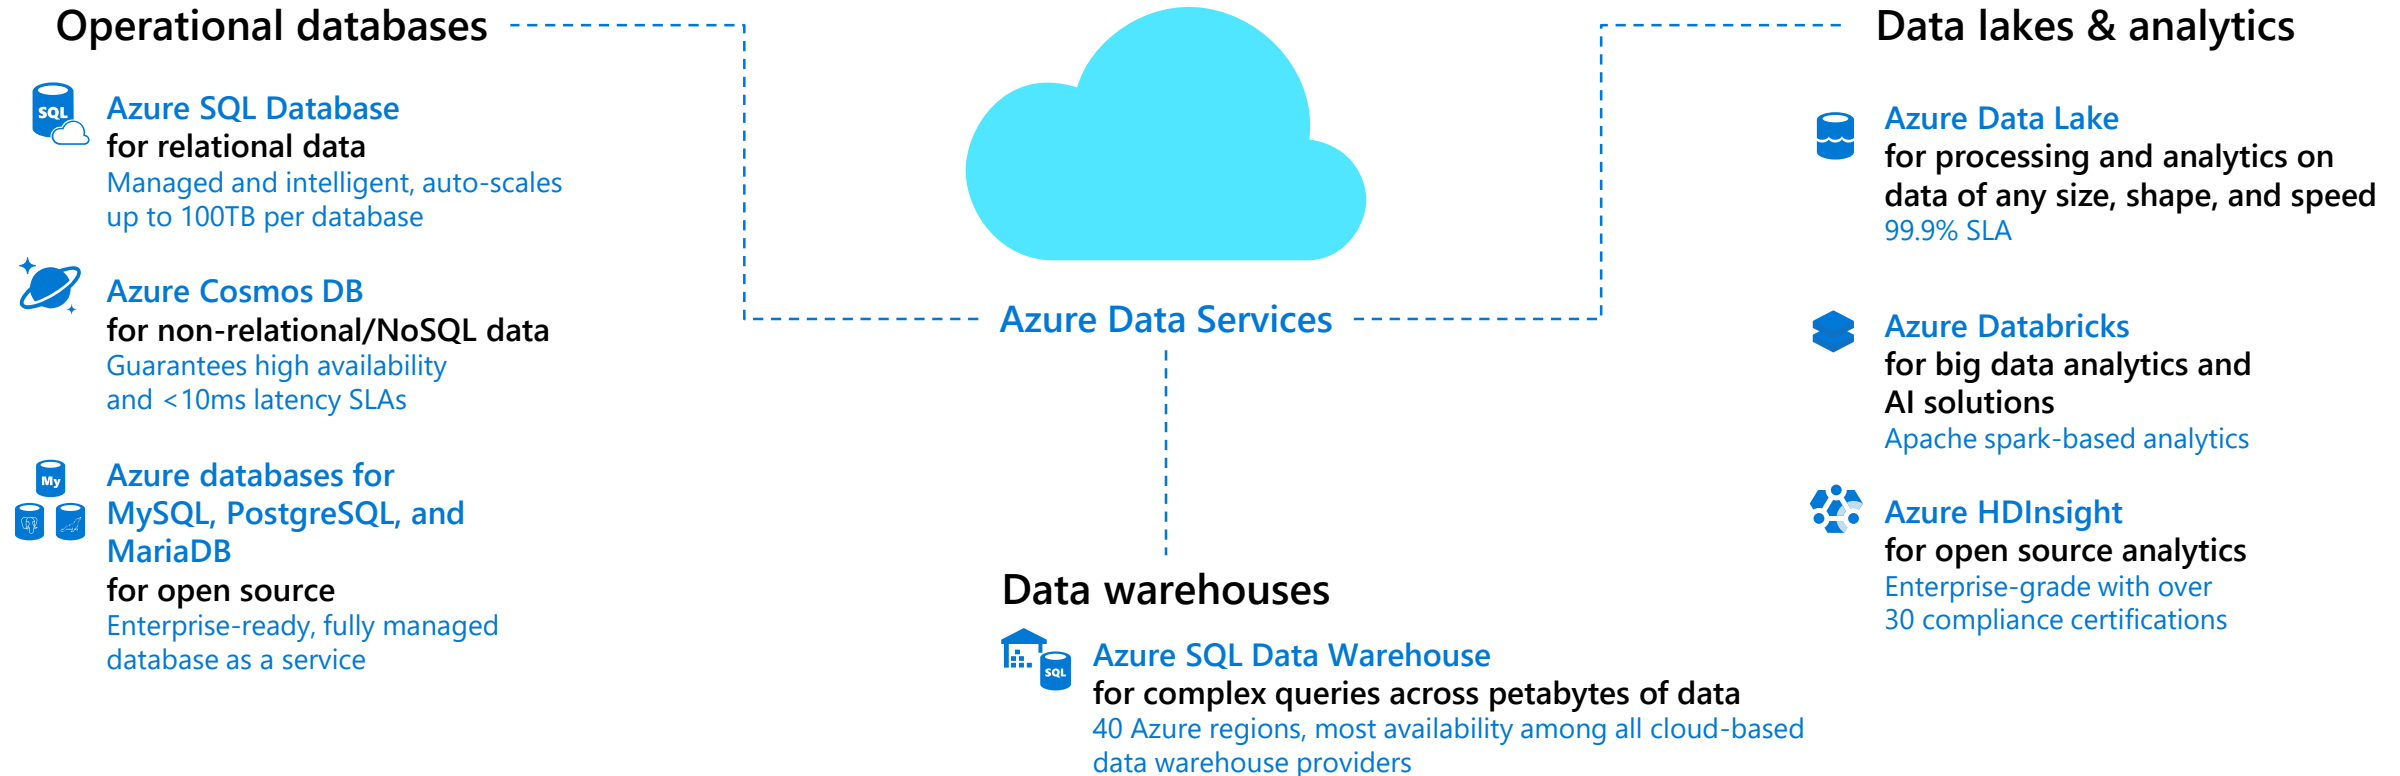 Operational databases
SQL
Azure SQL Database
for relational data
Managed and intelligent, auto-scales
up to 100TB per database
Azure Cosmos DB
for non-relational/NoSQL data
Guarantees high availability
and <10ms latency SLAs
My
Azure databases for
MySQL, PostgreSQL, and
MariaDB
for open source
Enterprise-ready, fully managed
database as a service
Azure Data Services
Data warehouses
SQL
Azure SQL Data Warehouse
for complex queries across petabytes of data
40 Azure regions, most availability among all cloud-based
data warehouse providers
Data lakes & analytics
Azure Data Lake
for processing and analytics on
data of any size, shape, and speed
99.9% SLA
Azure Databricks
for big data analytics and
AI solutions
Apache spark-based analytics
Azure HDInsight
for open source analytics
Enterprise-grade with over
30 compliance certifications